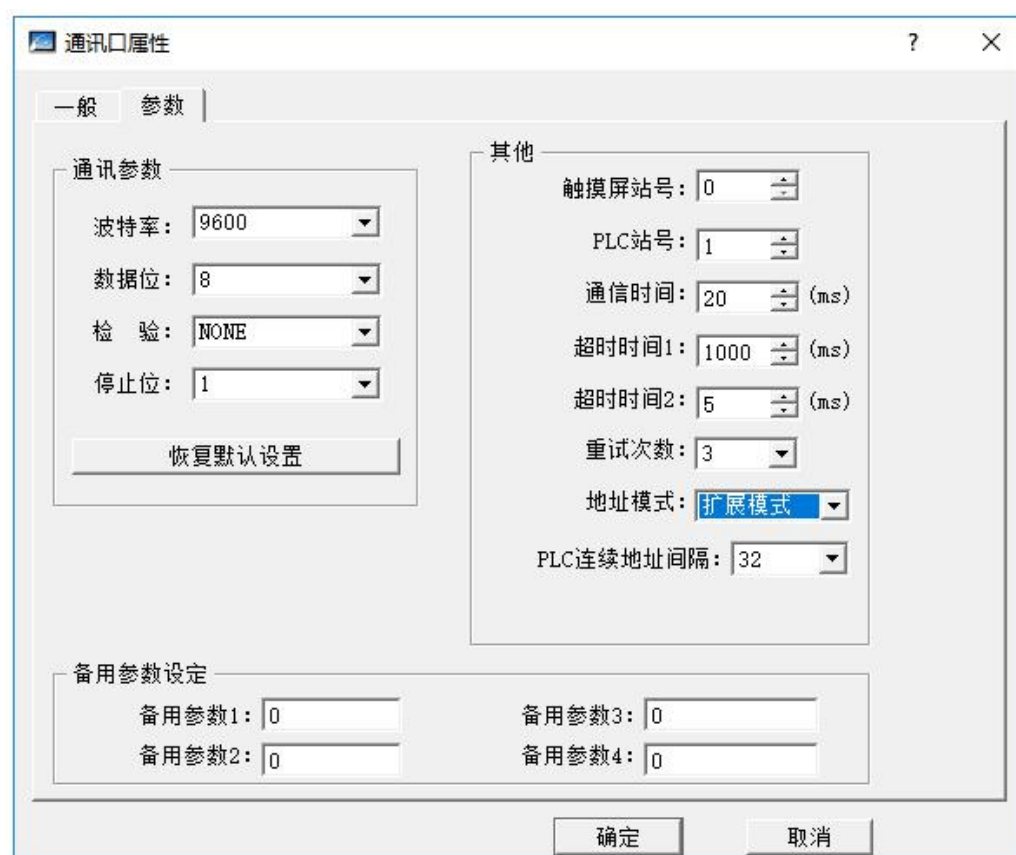 通讯口属性
? ×
一般 参数
通讯参数
波特率: 9600
数据位: 8
检 验: NONE
停止位: 1
恢复默认设置
其他
触摸屏站号: 0
PLC站号: 1
通信时间: 20 (ms)
超时时间1: 1000 (ms)
超时时间2: 5 (ms)
重试次数: 3
地址模式: 扩展模式
PLC连续地址间隔: 32
备用参数设定
备用参数1: 0 备用参数3: 0
备用参数2: 0 备用参数4: 0
确定 取消